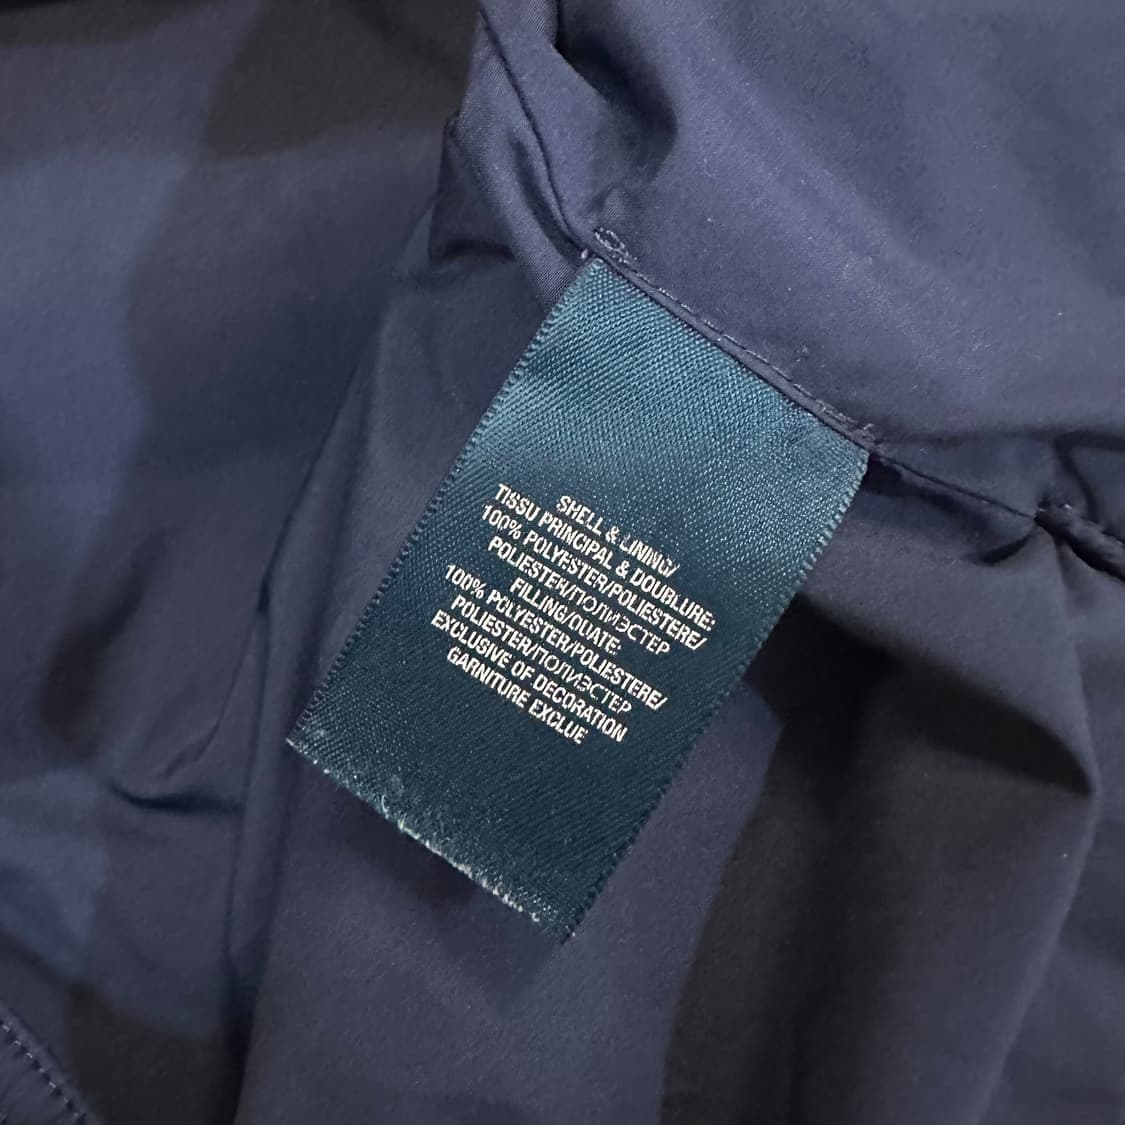 SHELL & LINING/
TISSU PRINCIPAL & DOUBLURE:
100% POLYESTER/POLIESTERE/
POLIESTER/ПОЛИЭСТЕР
FILLING/OUATE:
100% POLYESTER/POLIESTERE/
POLIESTER/ПОЛИЭСТЕР
EXCLUSIVE OF DECORATION
GARNITURE EXCLUE